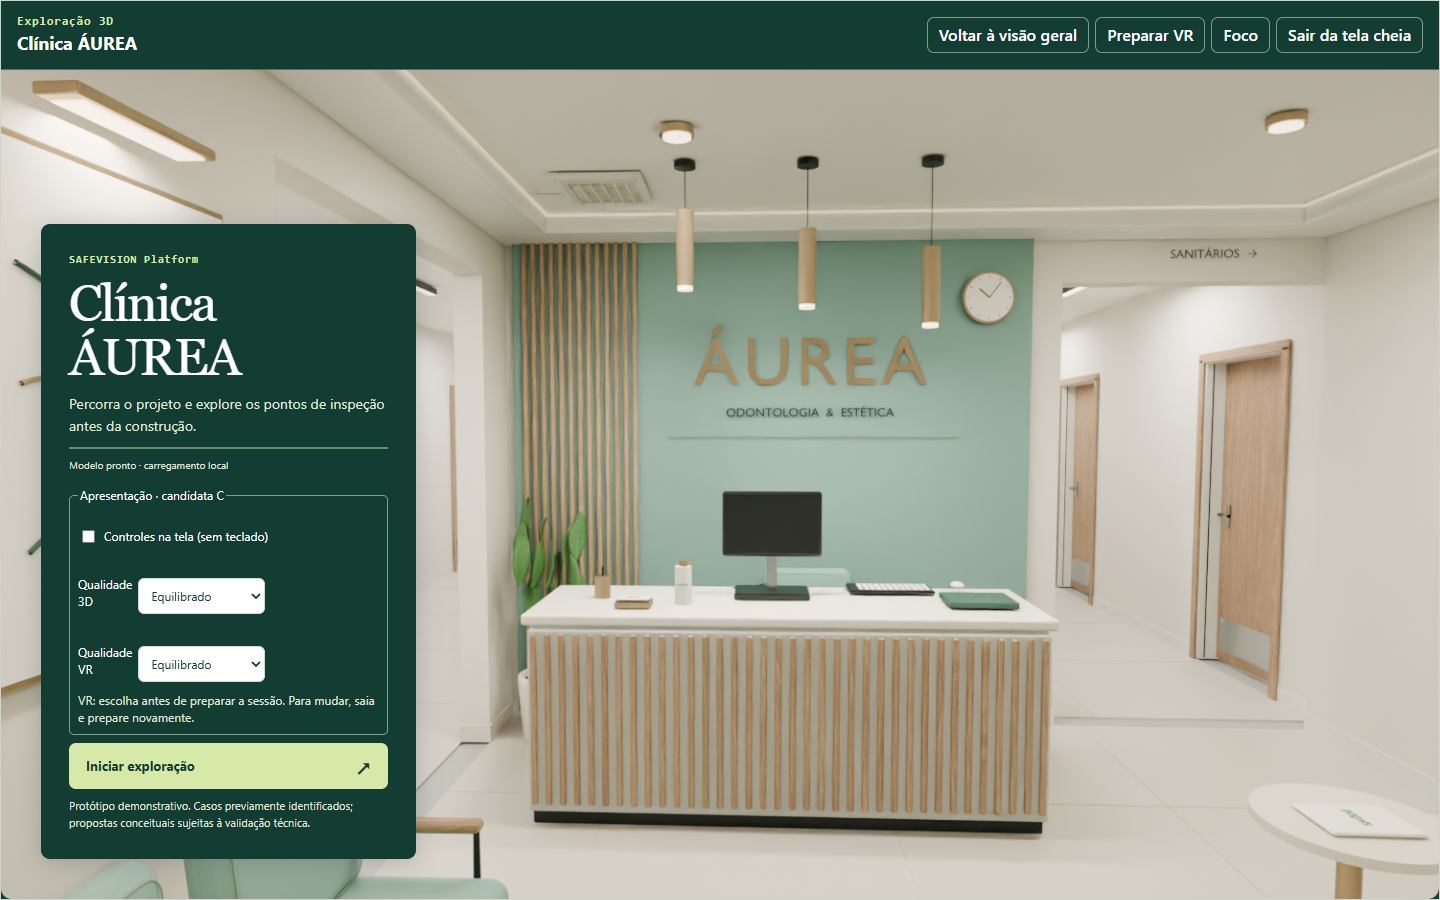 Exploração 3D
Clínica ÁUREA
Voltar à visão geral
Preparar VR
Foco
Sair da tela cheia
SAFEVISION Platform
Clínica
ÁUREA
Percorra o projeto e explore os pontos de inspeção
antes da construção.
Modelo pronto · carregamento local
Apresentação · candidata C
Controles na tela (sem teclado)
Qualidade
3D
Equilibrado
Qualidade
VR
Equilibrado
VR: escolha antes de preparar a sessão. Para mudar, saia
e prepare novamente.
Iniciar exploração ↗
Protótipo demonstrativo. Casos previamente identificados;
propostas conceituais sujeitas à validação técnica.
ÁUREA
ODONTOLOGIA & ESTÉTICA
SANITÁRIOS →